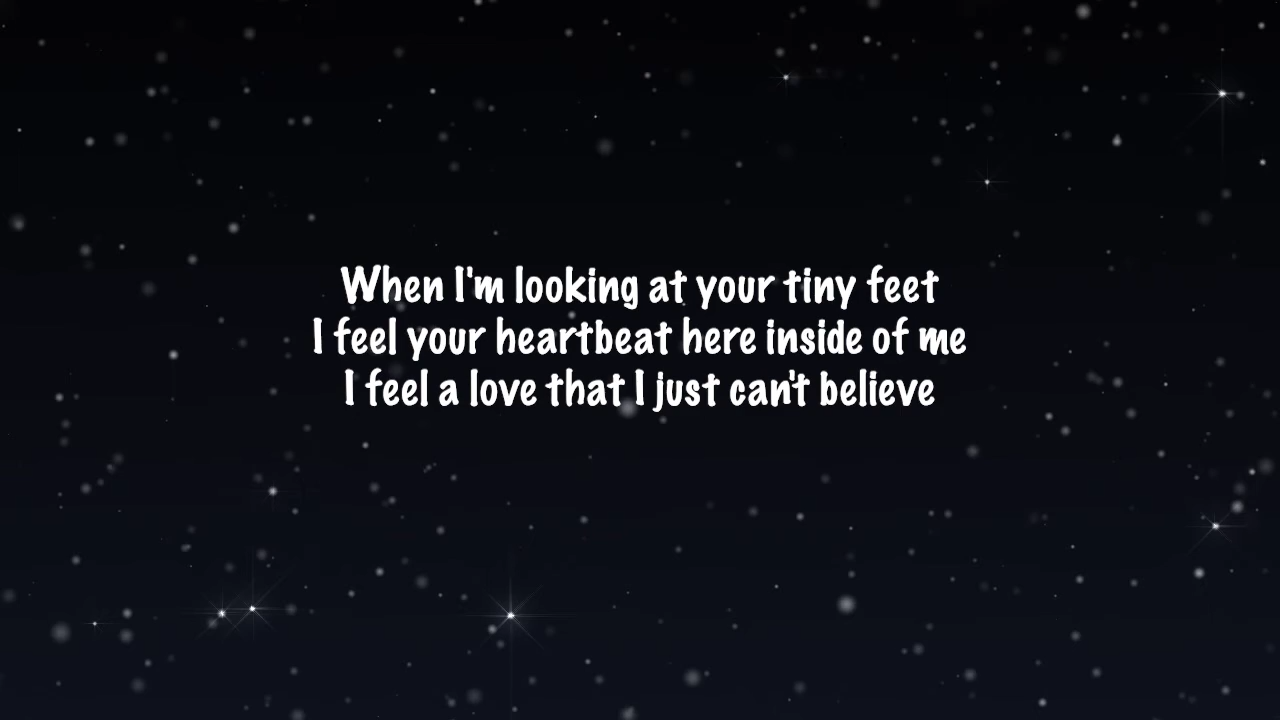 When I'm looking at your tiny feet
I feel your heartbeat here inside of me
I feel a love that I just can't believe